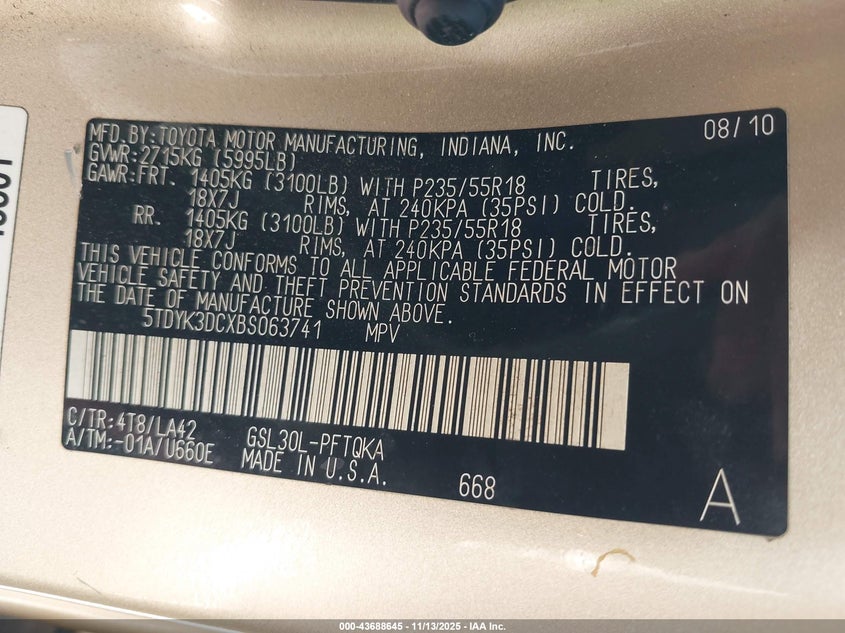 MFD. BY: TOYOTA MOTOR MANUFACTURING, INDIANA, INC. 08/10
GVWR: 2715KG (5995LB)
GAWR: FRT. 1405KG (3100LB) WITH P235/55R18 TIRES,
18X7J RIMS, AT 240KPA (35PSI) COLD.
RR. 1405KG (3100LB) WITH P235/55R18 TIRES,
18X7J RIMS, AT 240KPA (35PSI) COLD.
THIS VEHICLE CONFORMS TO ALL APPLICABLE FEDERAL MOTOR
VEHICLE SAFETY AND THEFT PREVENTION STANDARDS IN EFFECT ON
THE DATE OF MANUFACTURE SHOWN ABOVE.
5TDYK3DCXBS063741 MPV
C/TR: 4T8/LA42 GSL30L-PFTQKA
A/TM: -01A/U660E MADE IN U.S.A. 668 A
000-43688645 - 11/13/2025 - IAA Inc.